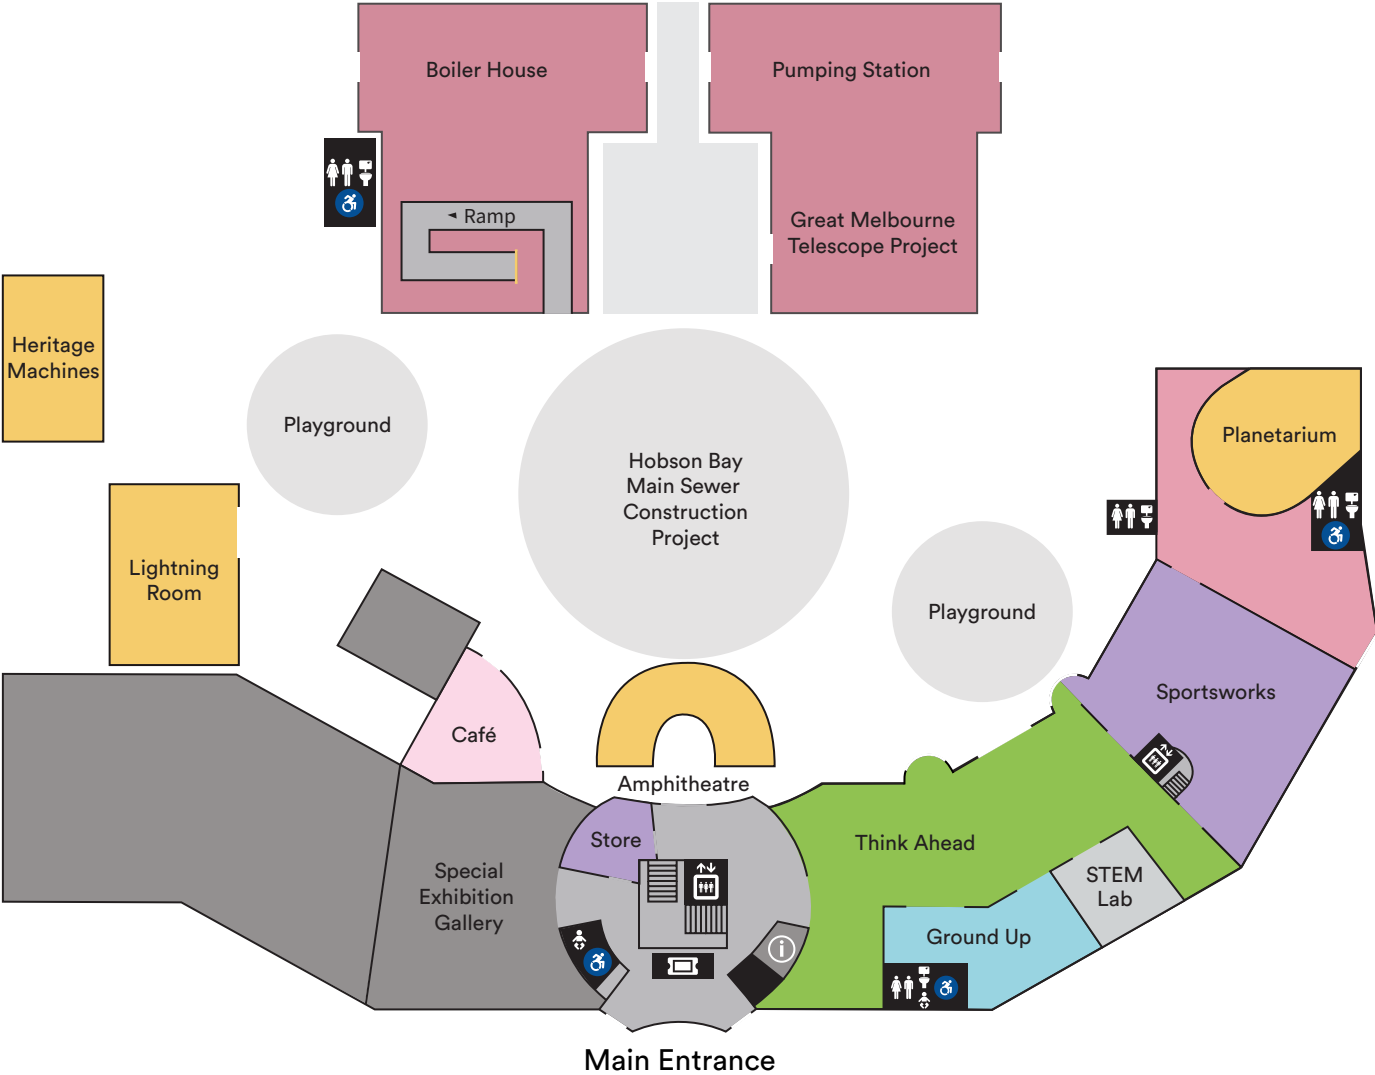 Boiler House
Pumping Station
◄ Ramp
Great Melbourne
Telescope Project
Heritage
Machines
Playground
Hobson Bay
Main Sewer
Construction
Project
Planetarium
Lightning
Room
Playground
Sportsworks
Café
Amphitheatre
Store
Think Ahead
Special
Exhibition
Gallery
STEM
Lab
Ground Up
i
Main Entrance